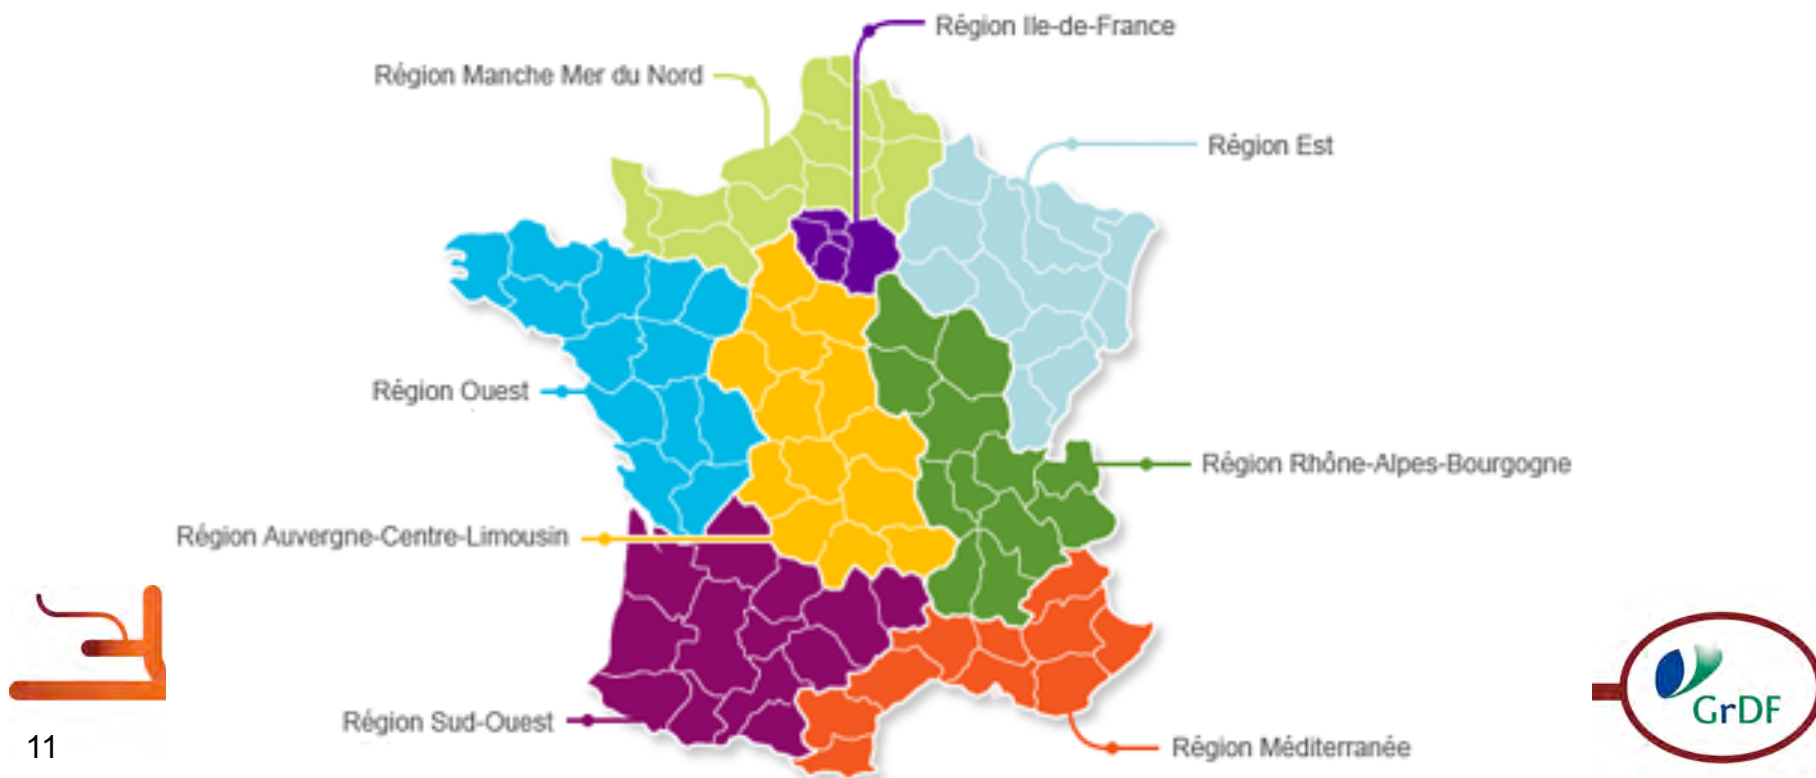 Région Ile-de-France
Région Manche Mer du Nord
Région Est
Région Ouest
Région Rhône-Alpes-Bourgogne
Région Auvergne-Centre-Limousin
Région Sud-Ouest
Région Méditerranée
GrDF
11